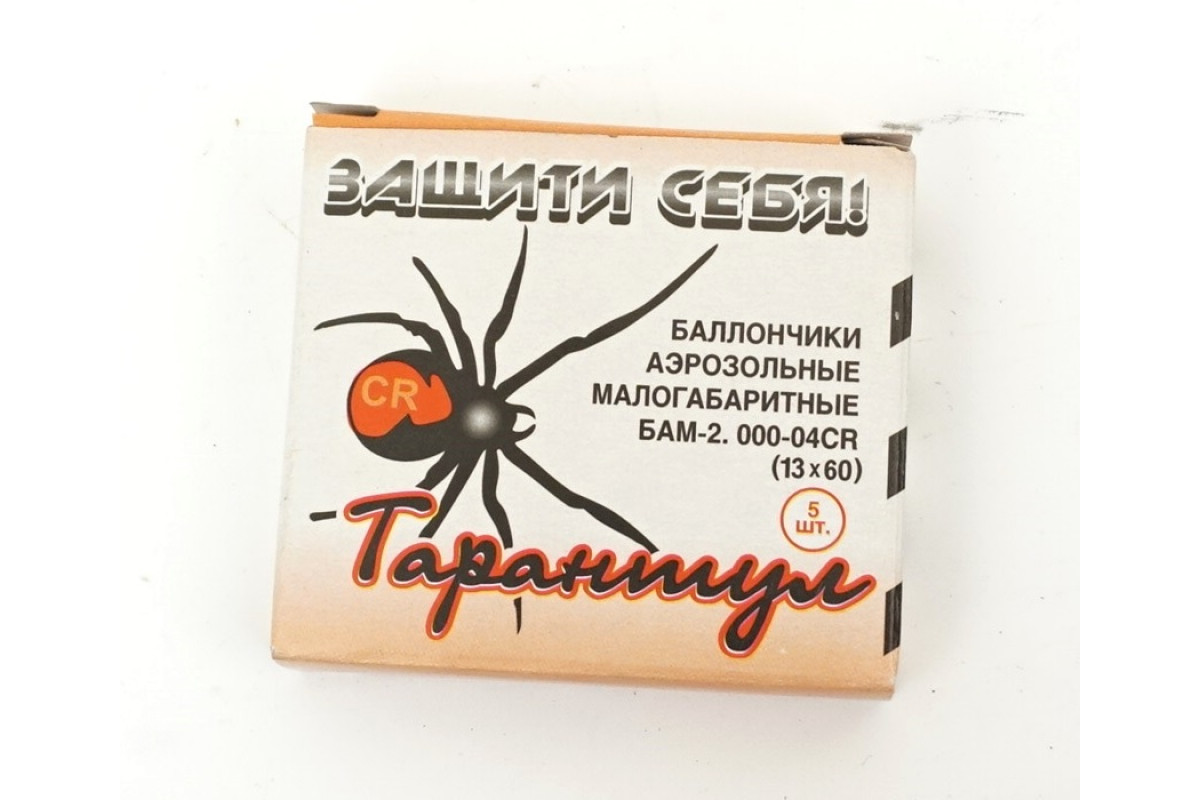 ЗАЩИТИ СЕБЯ!
БАЛЛОНЧИКИ
АЭРОЗОЛЬНЫЕ
МАЛОГАБАРИТНЫЕ
БАМ-2. 000-04CR
(13 x 60)
CR
5
ШТ.
Тарантул